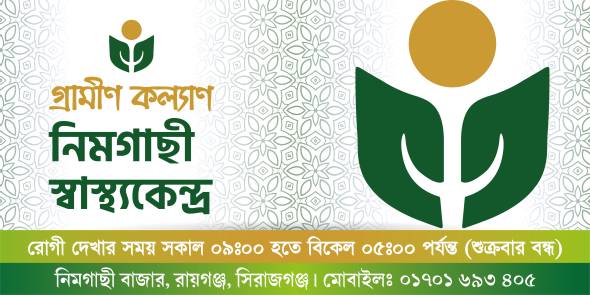 গ্রামীণ কল্যাণ
নিমগাছী
স্বাস্থ্যকেন্দ্র
রোগী দেখার সময় সকাল ০৯ঃ০০ হতে বিকেল ০৫ঃ০০ পর্যন্ত (শুক্রবার বন্ধ)
নিমগাছী বাজার, রায়গঞ্জ, সিরাজগঞ্জ। মোবাইলঃ ০১৭০১ ৬৯৩ ৪০৫